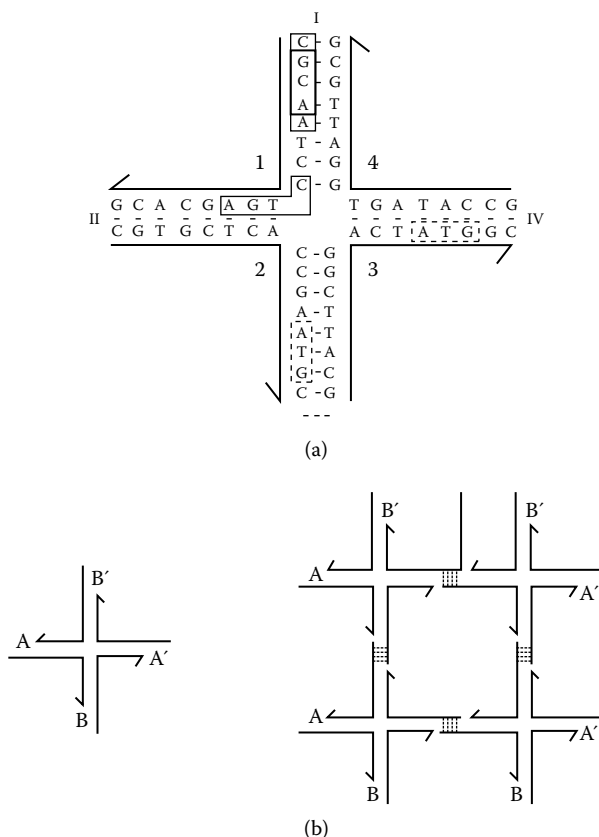 I
C - G
G - C
C - G
A - T
A - T
T - A
1 C - G 4
C - G
G C A C G A G T T G A T A C C G
II - - - - - - - - - - - - - - - - IV
C G T G C T C A A C T A T G G C
2 C - G 3
C - G
G - C
A - T
A - T
T - A
G - C
C - G
- - -
(a)
B′ B′ B′
A A′
A A′
B
A A′
B B
(b)